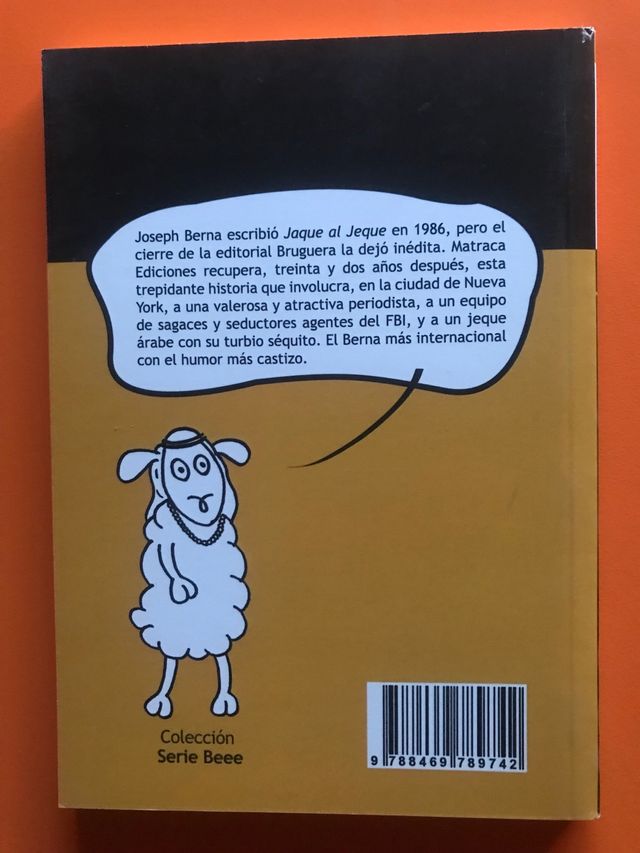 Joseph Berna escribió Jaque al Jeque en 1986, pero el
cierre de la editorial Bruguera la dejó inédita. Matraca
Ediciones recupera, treinta y dos años después, esta
trepidante historia que involucra, en la ciudad de Nueva
York, a una valerosa y atractiva periodista, a un equipo
de sagaces y seductores agentes del FBI, y a un jeque
árabe con su turbio séquito. El Berna más internacional
con el humor más castizo.
Colección
Serie Beee
9 788469 789742